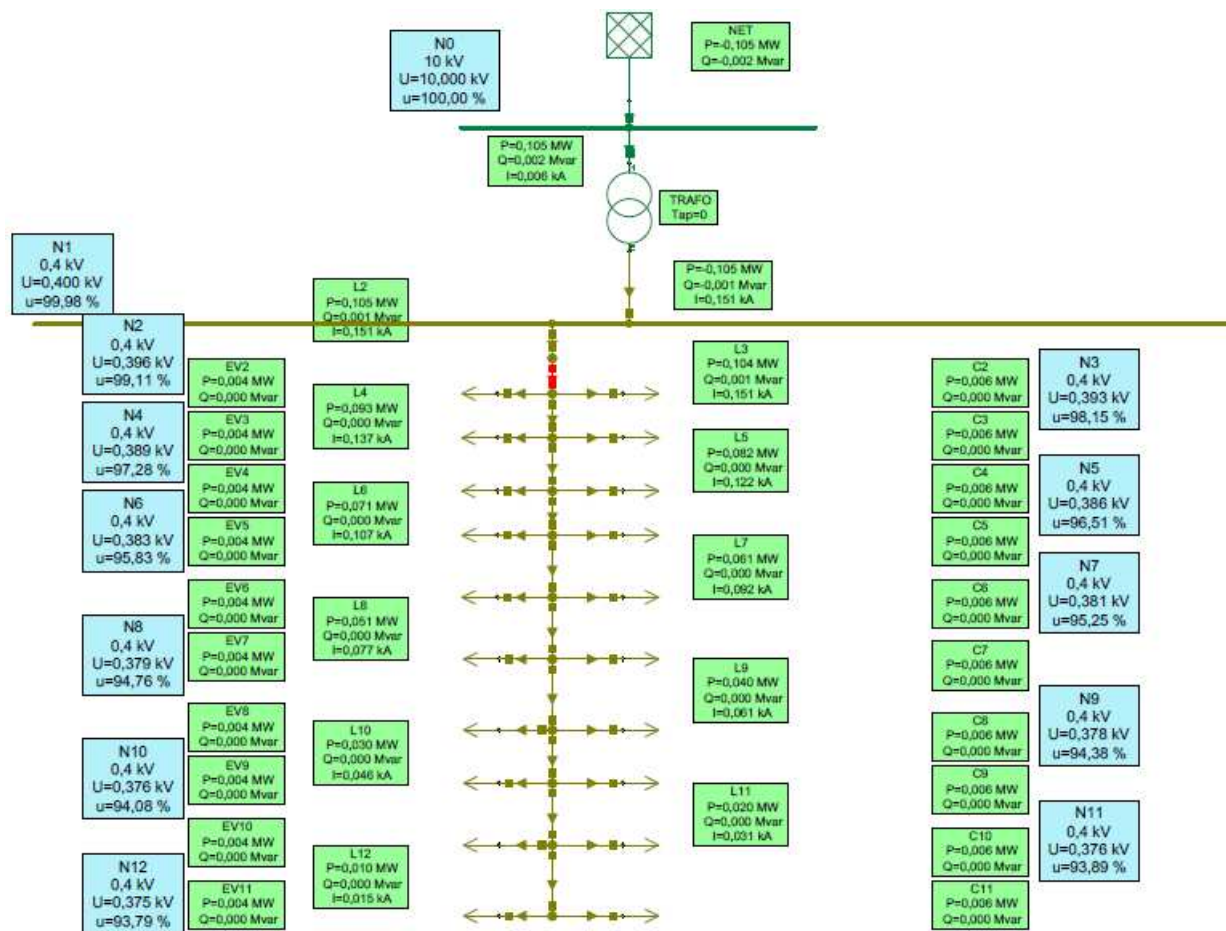 NET
P=-0,105 MW
Q=-0,002 Mvar
N0
10 kV
U=10,000 kV
u=100,00 %
P=0,105 MW
Q=0,002 Mvar
I=0,006 kA
TRAFO
Tap=0
N1
0,4 kV
U=0,400 kV
u=99,98 %
P=-0,105 MW
Q=-0,001 Mvar
I=0,151 kA
L2
P=0,105 MW
Q=0,001 Mvar
I=0,151 kA
N2
0,4 kV
U=0,396 kV
u=99,11 %
EV2
P=0,004 MW
Q=0,000 Mvar
L3
P=0,104 MW
Q=0,001 Mvar
I=0,151 kA
C2
P=0,006 MW
Q=0,000 Mvar
N3
0,4 kV
U=0,393 kV
u=98,15 %
N4
0,4 kV
U=0,389 kV
u=97,28 %
EV3
P=0,004 MW
Q=0,000 Mvar
L4
P=0,093 MW
Q=0,000 Mvar
I=0,137 kA
C3
P=0,006 MW
Q=0,000 Mvar
EV4
P=0,004 MW
Q=0,000 Mvar
L5
P=0,082 MW
Q=0,000 Mvar
I=0,122 kA
C4
P=0,006 MW
Q=0,000 Mvar
N5
0,4 kV
U=0,386 kV
u=96,51 %
N6
0,4 kV
U=0,383 kV
u=95,83 %
EV5
P=0,004 MW
Q=0,000 Mvar
L6
P=0,071 MW
Q=0,000 Mvar
I=0,107 kA
C5
P=0,006 MW
Q=0,000 Mvar
L7
P=0,061 MW
Q=0,000 Mvar
I=0,092 kA
N7
0,4 kV
U=0,381 kV
u=95,25 %
EV6
P=0,004 MW
Q=0,000 Mvar
C6
P=0,006 MW
Q=0,000 Mvar
N8
0,4 kV
U=0,379 kV
u=94,76 %
EV7
P=0,004 MW
Q=0,000 Mvar
L8
P=0,051 MW
Q=0,000 Mvar
I=0,077 kA
C7
P=0,006 MW
Q=0,000 Mvar
L9
P=0,040 MW
Q=0,000 Mvar
I=0,061 kA
N9
0,4 kV
U=0,378 kV
u=94,38 %
EV8
P=0,004 MW
Q=0,000 Mvar
C8
P=0,006 MW
Q=0,000 Mvar
N10
0,4 kV
U=0,376 kV
u=94,08 %
EV9
P=0,004 MW
Q=0,000 Mvar
L10
P=0,030 MW
Q=0,000 Mvar
I=0,046 kA
C9
P=0,006 MW
Q=0,000 Mvar
L11
P=0,020 MW
Q=0,000 Mvar
I=0,031 kA
N11
0,4 kV
U=0,376 kV
u=93,89 %
EV10
P=0,004 MW
Q=0,000 Mvar
C10
P=0,006 MW
Q=0,000 Mvar
N12
0,4 kV
U=0,375 kV
u=93,79 %
EV11
P=0,004 MW
Q=0,000 Mvar
L12
P=0,010 MW
Q=0,000 Mvar
I=0,015 kA
C11
P=0,006 MW
Q=0,000 Mvar